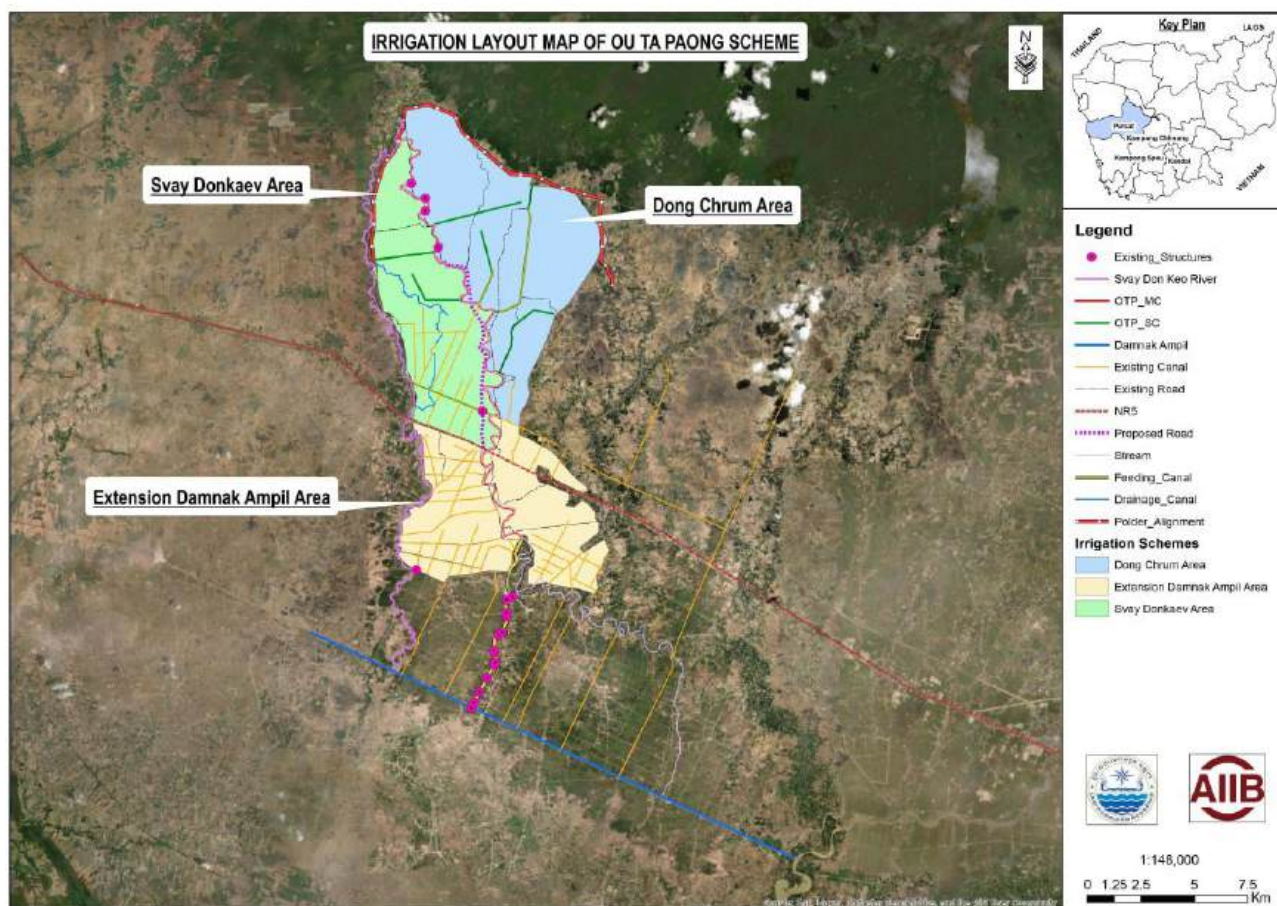 IRRIGATION LAYOUT MAP OF OU TA PAONG SCHEME
N
Svay Donkaev Area
Dong Chrum Area
Extension Damnak Ampil Area
Key Plan
THAILAND
LAOS
Pursat
Kampong Chhnang
Kampong Speu
Kandal
VIETNAM
Legend
Existing_Structures
Svay Don Keo River
OTP_MC
OTP_SC
Damnak Ampil
Existing Canal
Existing Road
NR5
Proposed Road
Stream
Feeding_Canal
Drainage_Canal
Polder_Alignment
Irrigation Schemes
Dong Chrum Area
Extension Damnak Ampil Area
Svay Donkaev Area
AIIB
1:148,000
0 1.25 2.5 5 7.5
Km